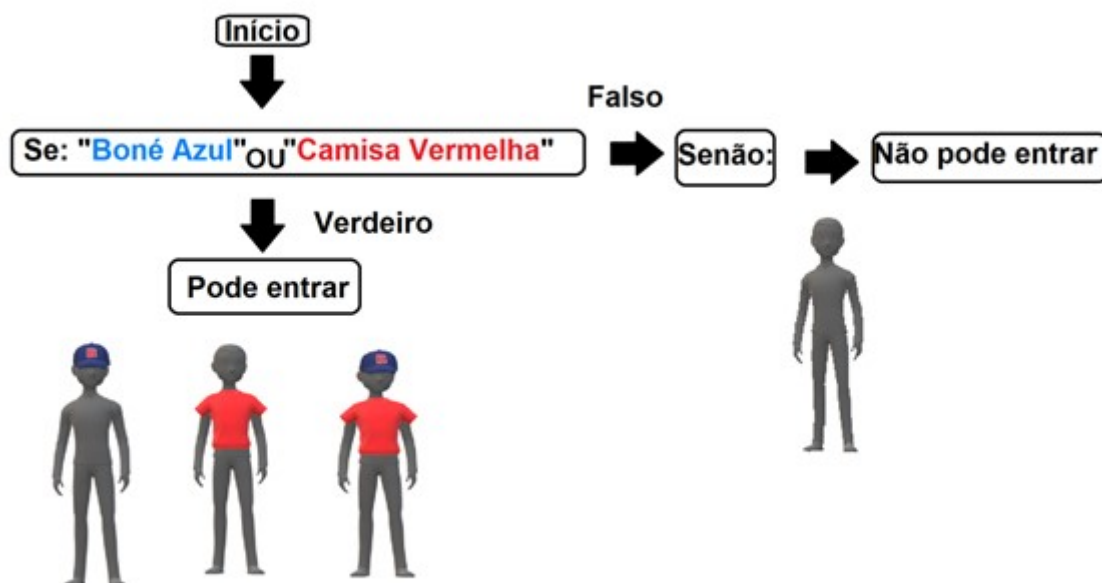 Início
Falso
Se: "Boné Azul"OU"Camisa Vermelha"
Senão:
Não pode entrar
Verdeiro
Pode entrar